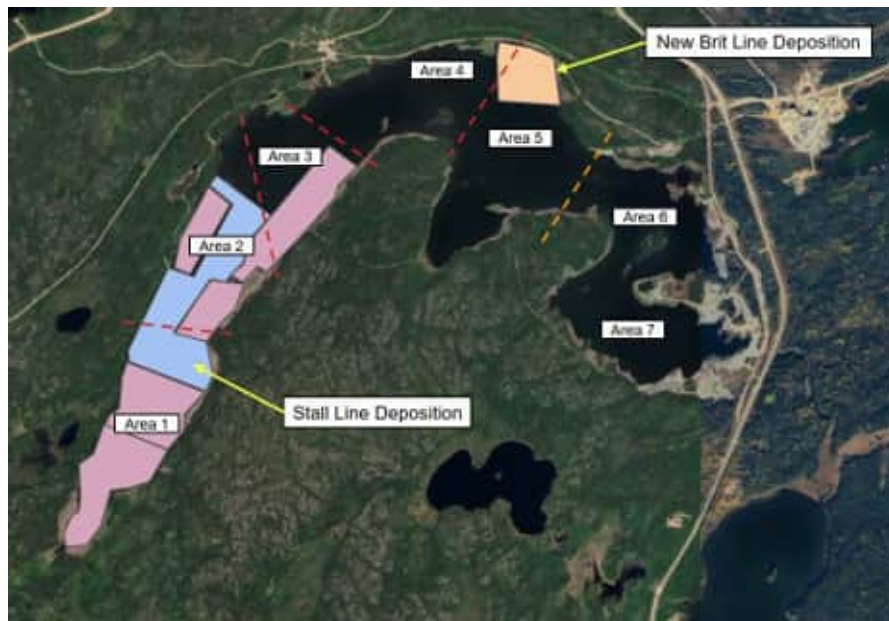 New Brit Line Deposition
Area 4
Area 5
Area 3
Area 6
Area 2
Area 7
Stall Line Deposition
Area 1